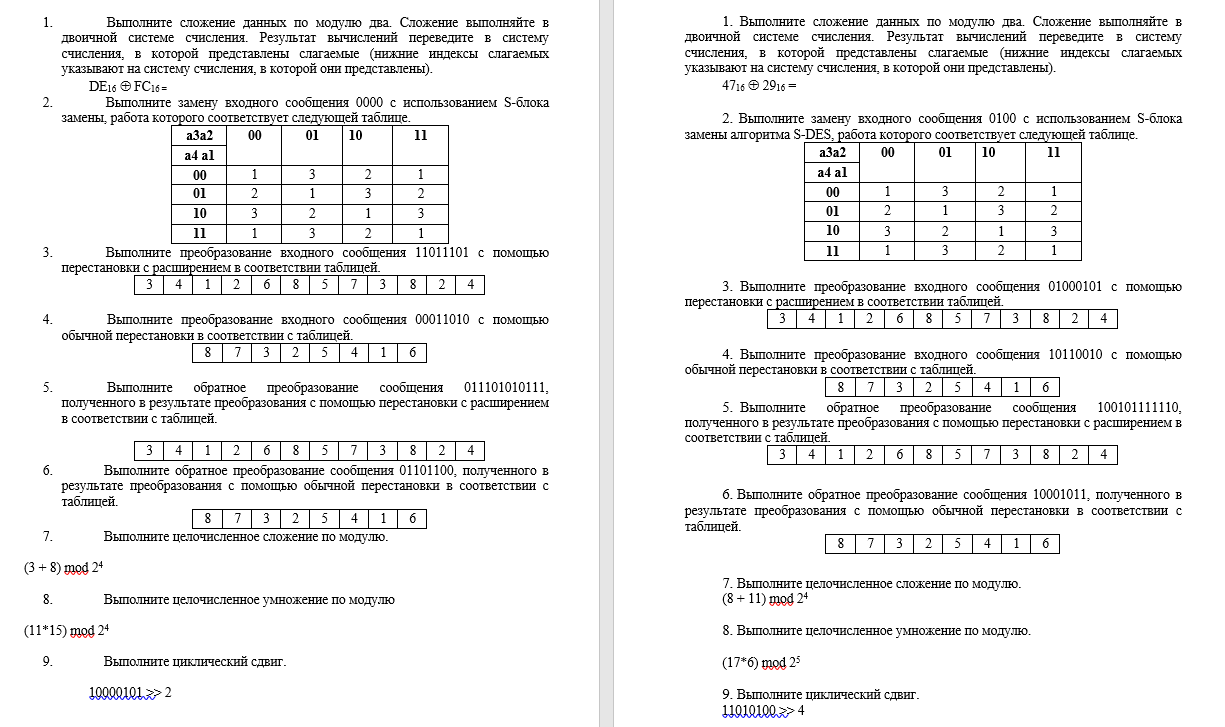 1. Выполните сложение данных по модулю два. Сложение выполняйте в
двоичной системе счисления. Результат вычислений переведите в систему
счисления, в которой представлены слагаемые (нижние индексы слагаемых
указывают на систему счисления, в которой они представлены).
DE₁₆ ⊕ FC₁₆ =
2. Выполните замену входного сообщения 0000 с использованием S-блока
замены, работа которого соответствует следующей таблице.
a3a2 00 01 10 11
a4 a1
00 1 3 2 1
01 2 1 3 2
10 3 2 1 3
11 1 3 2 1
3. Выполните преобразование входного сообщения 11011101 с помощью
перестановки с расширением в соответствии таблицей.
3 4 1 2 6 8 5 7 3 8 2 4
4. Выполните преобразование входного сообщения 00011010 с помощью
обычной перестановки в соответствии с таблицей.
8 7 3 2 5 4 1 6
5. Выполните обратное преобразование сообщения 011101010111,
полученного в результате преобразования с помощью перестановки с расширением
в соответствии с таблицей.
3 4 1 2 6 8 5 7 3 8 2 4
6. Выполните обратное преобразование сообщения 01101100, полученного в
результате преобразования с помощью обычной перестановки в соответствии с
таблицей.
8 7 3 2 5 4 1 6
7. Выполните целочисленное сложение по модулю.
(3 + 8) mod 2⁴
8. Выполните целочисленное умножение по модулю
(11*15) mod 2⁴
9. Выполните циклический сдвиг.
10000101 >> 2
1. Выполните сложение данных по модулю два. Сложение выполняйте в
двоичной системе счисления. Результат вычислений переведите в систему
счисления, в которой представлены слагаемые (нижние индексы слагаемых
указывают на систему счисления, в которой они представлены).
47₁₆ ⊕ 29₁₆ =
2. Выполните замену входного сообщения 0100 с использованием S-блока
замены алгоритма S-DES, работа которого соответствует следующей таблице.
a3a2 00 01 10 11
a4 a1
00 1 3 2 1
01 2 1 3 2
10 3 2 1 3
11 1 3 2 1
3. Выполните преобразование входного сообщения 01000101 с помощью
перестановки с расширением в соответствии таблицей.
3 4 1 2 6 8 5 7 3 8 2 4
4. Выполните преобразование входного сообщения 10110010 с помощью
обычной перестановки в соответствии с таблицей.
8 7 3 2 5 4 1 6
5. Выполните обратное преобразование сообщения 100101111110,
полученного в результате преобразования с помощью перестановки с расширением в
соответствии с таблицей.
3 4 1 2 6 8 5 7 3 8 2 4
6. Выполните обратное преобразование сообщения 10001011, полученного в
результате преобразования с помощью обычной перестановки в соответствии с
таблицей.
8 7 3 2 5 4 1 6
7. Выполните целочисленное сложение по модулю.
(8 + 11) mod 2⁴
8. Выполните целочисленное умножение по модулю.
(17*6) mod 2⁵
9. Выполните циклический сдвиг.
11010100 >> 4